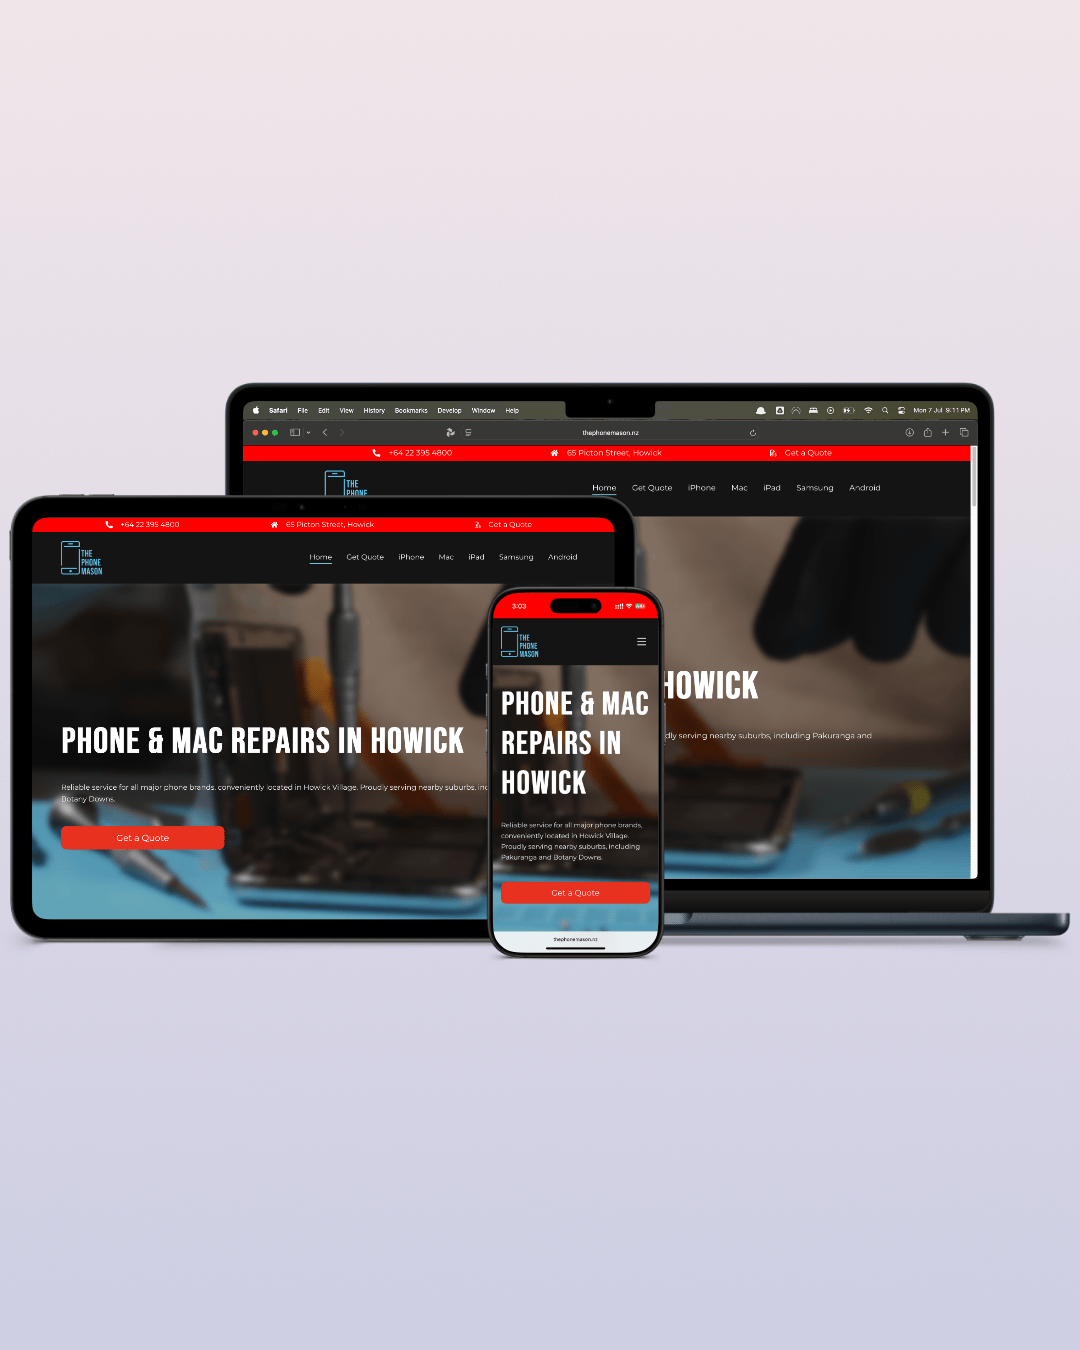 Safari File Edit View History Bookmarks Develop Window Help Mon 7 Jul 9:11 PM
thephonemason.nz
+64 22 395 4800 65 Picton Street, Howick Get a Quote
THE
PHONE
Home Get Quote iPhone Mac iPad Samsung Android
HOWICK
dly serving nearby suburbs, including Pakuranga and
+64 22 395 4800 65 Picton Street, Howick Get a Quote
THE
PHONE
MASON
Home Get Quote iPhone Mac iPad Samsung Android
PHONE & MAC REPAIRS IN HOWICK
Reliable service for all major phone brands, conveniently located in Howick Village. Proudly serving nearby suburbs, inc
Botany Downs.
Get a Quote
3:03
THE
PHONE
MASON
PHONE & MAC
REPAIRS IN
HOWICK
Reliable service for all major phone brands,
conveniently located in Howick Village.
Proudly serving nearby suburbs, including
Pakuranga and Botany Downs.
Get a Quote
thephonemason.nz